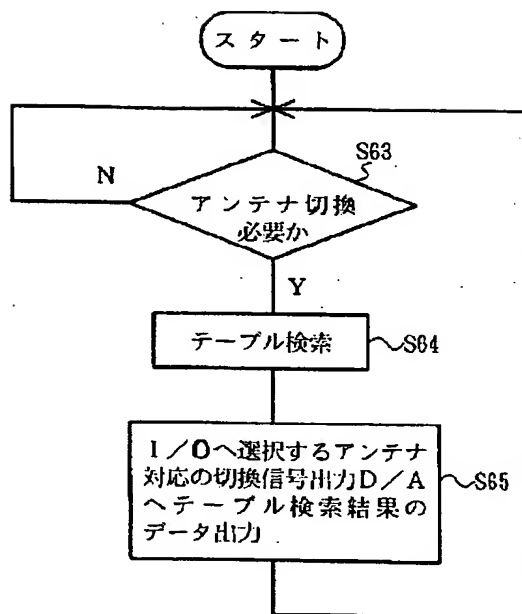 スタート
S63
N
アンテナ切換
必要か
Y
テーブル検索
S64
I/Oへ選択するアンテナ
対応の切換信号出力D/A
へテーブル検索結果の
データ出力
S65